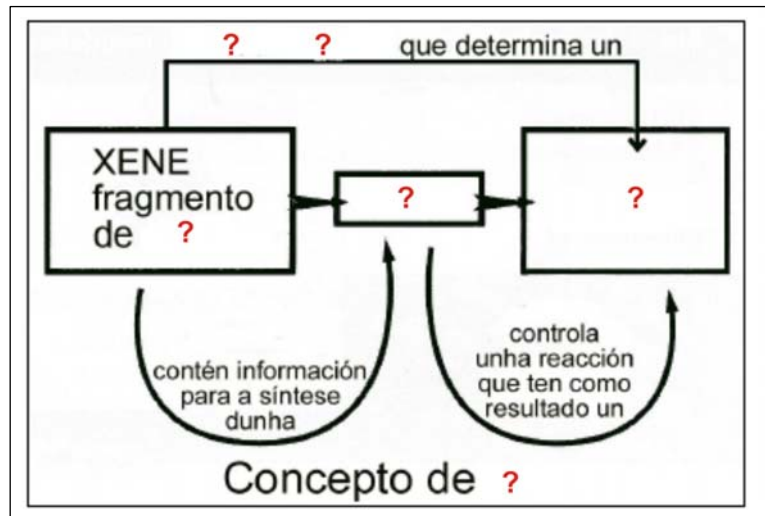 ? ? que determina un
XENE
fragmento
de ?
?
?
contén información
para a síntese
dunha
controla
unha reacción
que ten como
resultado un
Concepto de ?